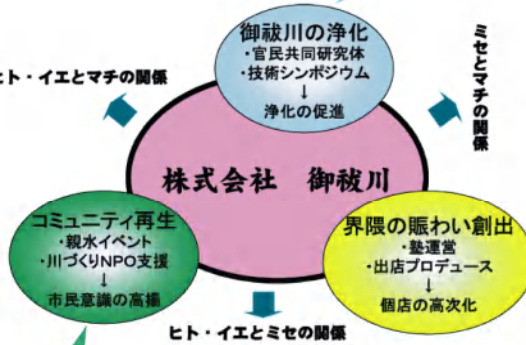 御祓川の浄化
・官民共同研究体
・技術シンポジウム
↓
浄化の促進
ヒト・イエとマチの関係
ミセとマチの関係
株式会社 御祓川
コミュニティ再生
・親水イベント
・川づくりNPO支援
↓
市民意識の高揚
界隈の賑わい創出
・塾運営
・出店プロデュース
↓
個店の高次化
ヒト・イエとミセの関係